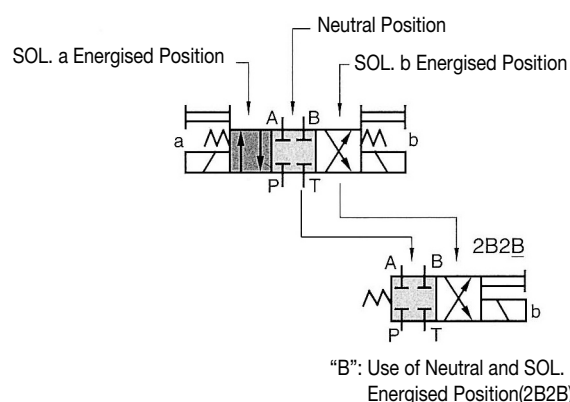 Neutral Position
SOL. a Energised Position
SOL. b Energised Position
A B
a
b
P T
2B2B
A B
b
P T
“B”: Use of Neutral and SOL.
Energised Position(2B2B)